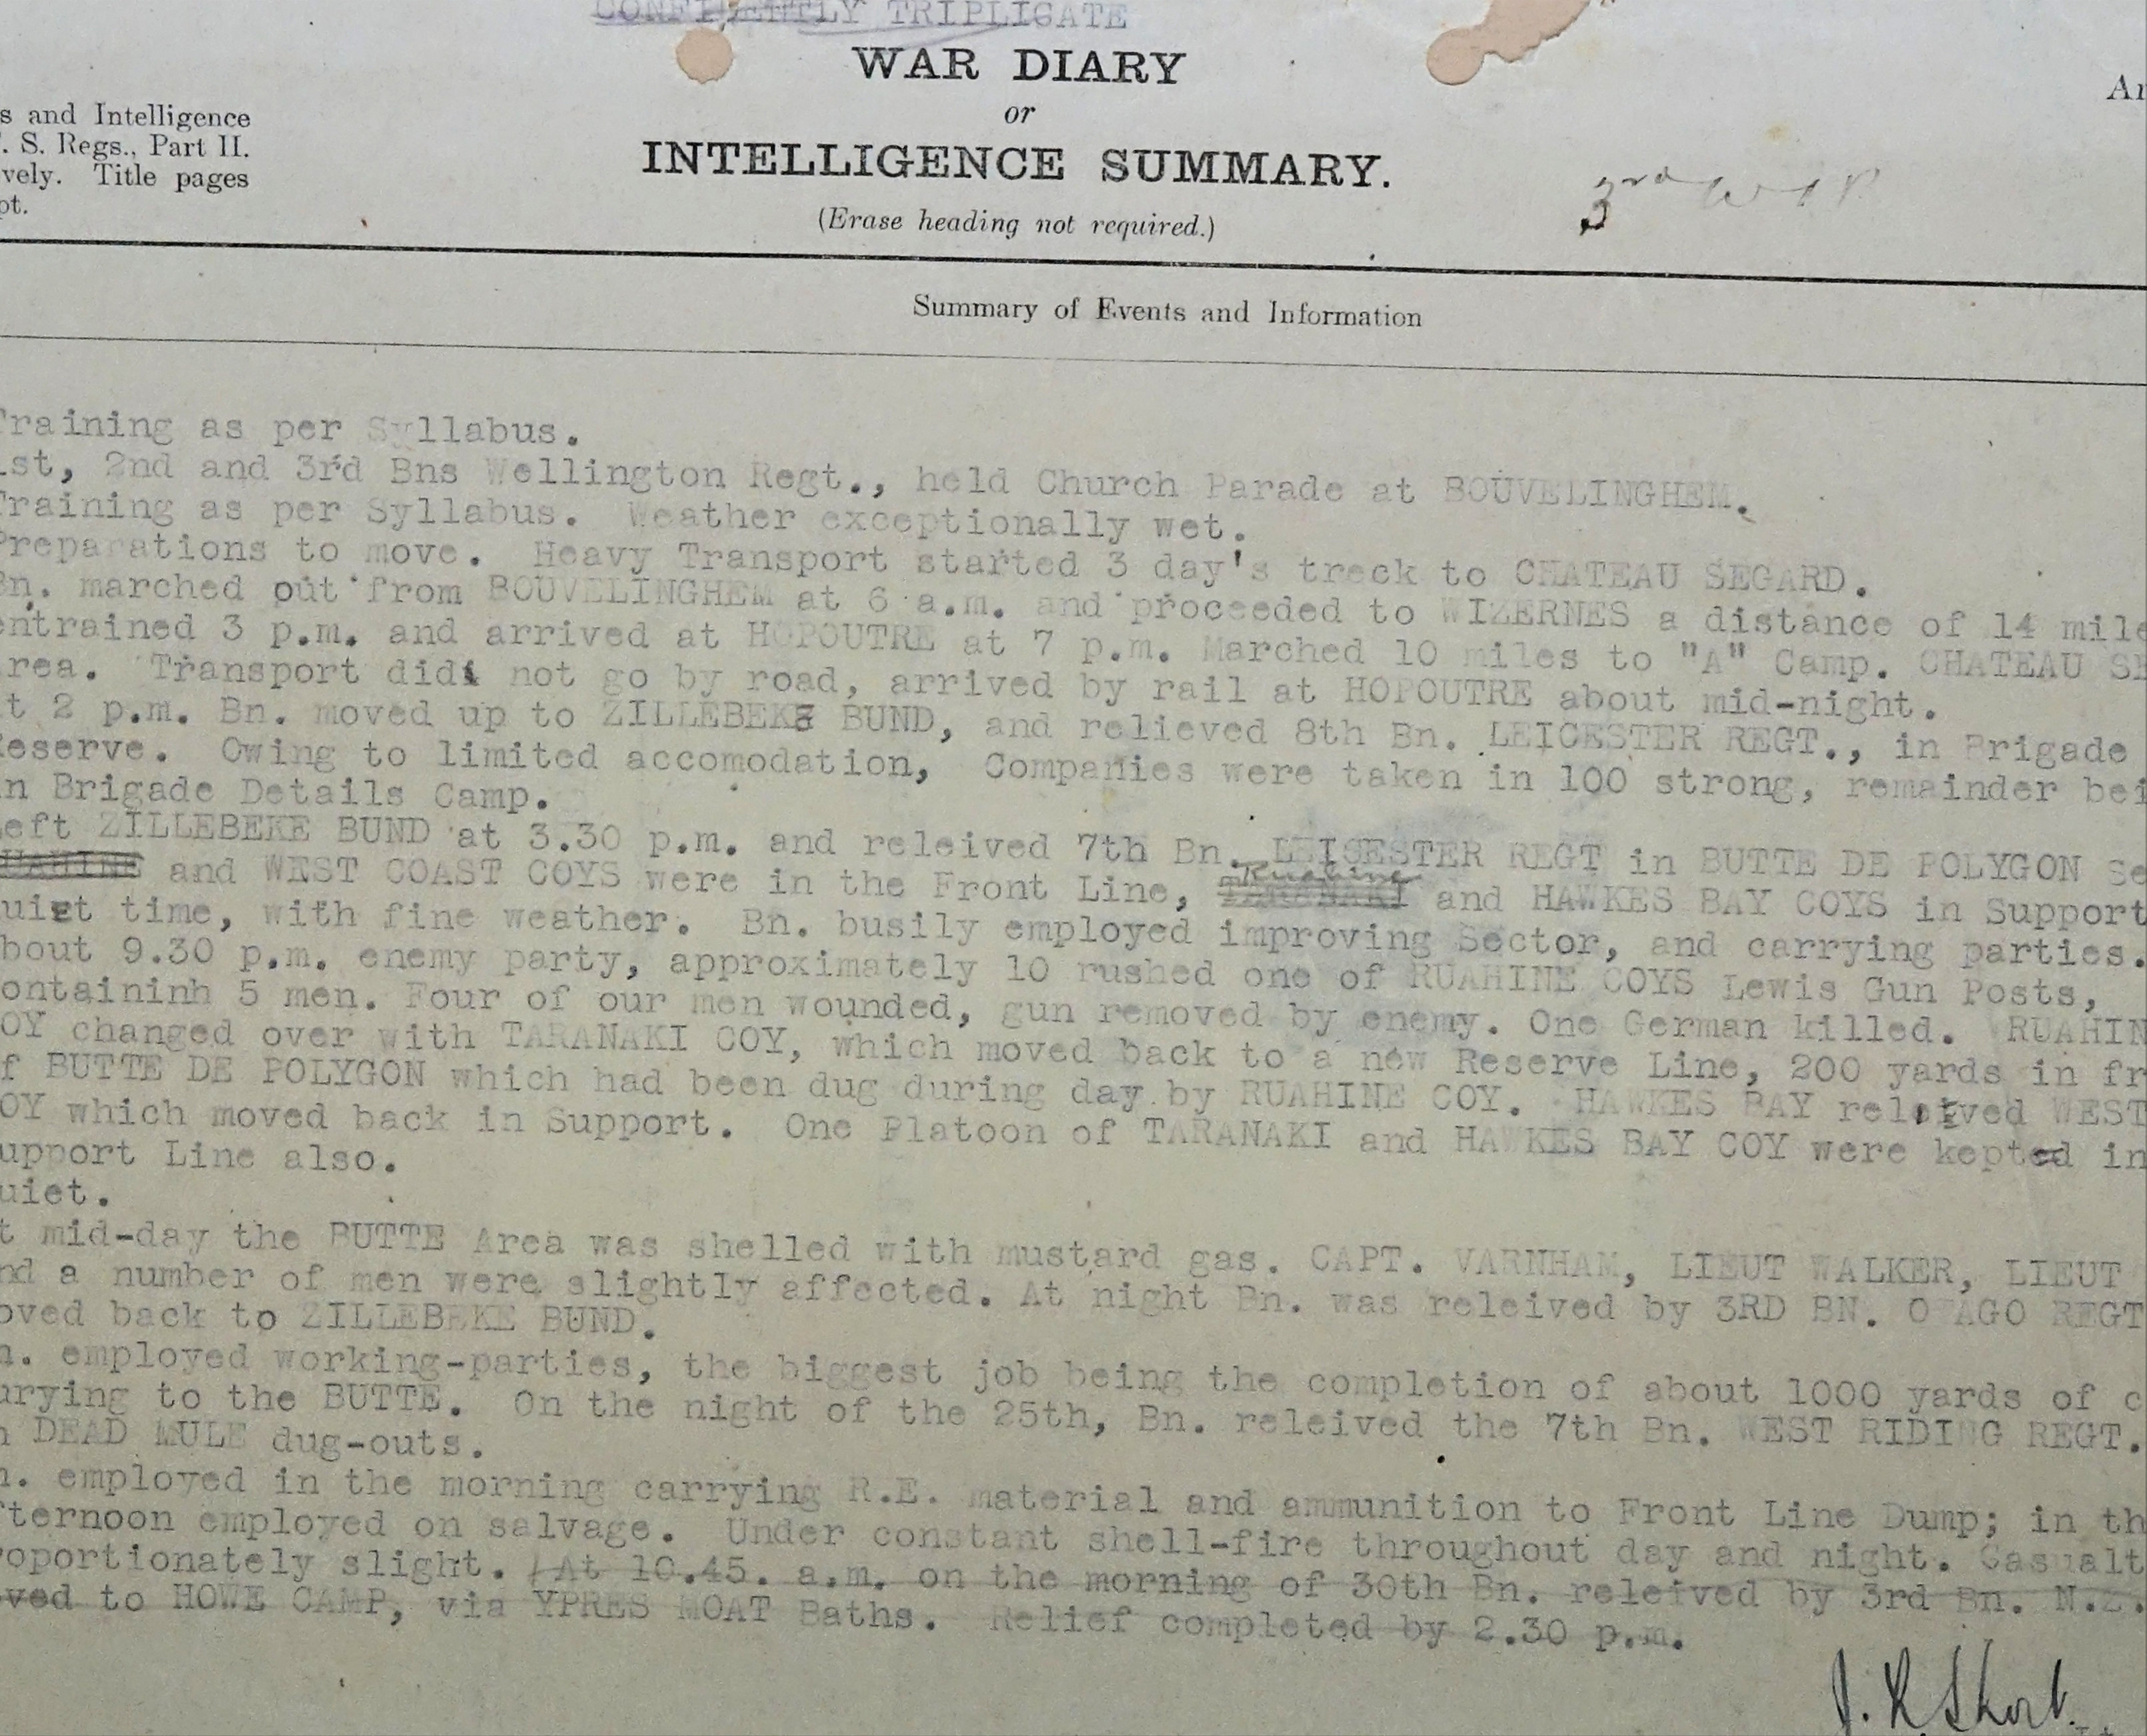 CONFIDENTLY TRIPLICATE
WAR DIARY
or
INTELLIGENCE SUMMARY.
(Erase heading not required.)
s and Intelligence
. S. Regs., Part II.
vely. Title pages
pt.
3rd
Summary of Events and Information
Training as per Syllabus.
1st, 2nd and 3rd Bns Wellington Regt., held Church Parade at BOUVELINGHEM.
Training as per Syllabus. Weather exceptionally wet.
Preparations to move. Heavy Transport started 3 day's treck to CHATEAU SEGARD.
Bn. marched out from BOUVELINGHEM at 6 a.m. and proceeded to WIZERNES a distance of 14 mile
entrained 3 p.m. and arrived at HOPOUTRE at 7 p.m. Marched 10 miles to "A" Camp. CHATEAU SE
rea. Transport did not go by road, arrived by rail at HOPOUTRE about mid-night.
t 2 p.m. Bn. moved up to ZILLEBEKE BUND, and relieved 8th Bn. LEICESTER REGT., in Brigade
Reserve. Owing to limited accomodation, Companies were taken in 100 strong, remainder bei
in Brigade Details Camp.
Left ZILLEBEKE BUND at 3.30 p.m. and releived 7th Bn. LEISESTER REGT in BUTTE DE POLYGON Se
RUAHINE and WEST COAST COYS were in the Front Line, TARANAKI Ruahine and HAWKES BAY COYS in Support
uiet time, with fine weather. Bn. busily employed improving Sector, and carrying parties.
bout 9.30 p.m. enemy party, approximately 10 rushed one of RUAHINE COYS Lewis Gun Posts,
ontaininh 5 men. Four of our men wounded, gun removed by enemy. One German killed. RUAHIN
OY changed over with TARANAKI COY, which moved back to a new Reserve Line, 200 yards in fr
f BUTTE DE POLYGON which had been dug during day by RUAHINE COY. HAWKES BAY releived WEST
OY which moved back in Support. One Platoon of TARANAKI and HAWKES BAY COY were kepted in
upport Line also.
uiet.
t mid-day the BUTTE Area was shelled with mustard gas. CAPT. VARNHAM, LIEUT WALKER, LIEUT
nd a number of men were slightly affected. At night Bn. was releived by 3RD BN. OTAGO REGT
oved back to ZILLEBEKE BUND.
n. employed working-parties, the biggest job being the completion of about 1000 yards of c
urying to the BUTTE. On the night of the 25th, Bn. releived the 7th Bn. WEST RIDING REGT.
n DEAD MULE dug-outs.
n. employed in the morning carrying R.E. material and ammunition to Front Line Dump; in th
fternoon employed on salvage. Under constant shell-fire throughout day and night. Casualt
roportionately slight. At 10.45. a.m. on the morning of 30th Bn. releived by 3rd Bn. N.Z.
ved to HOWE CAMP, via YPRES MOAT Baths. Relief completed by 2.30 p.m.
J. R. Short.